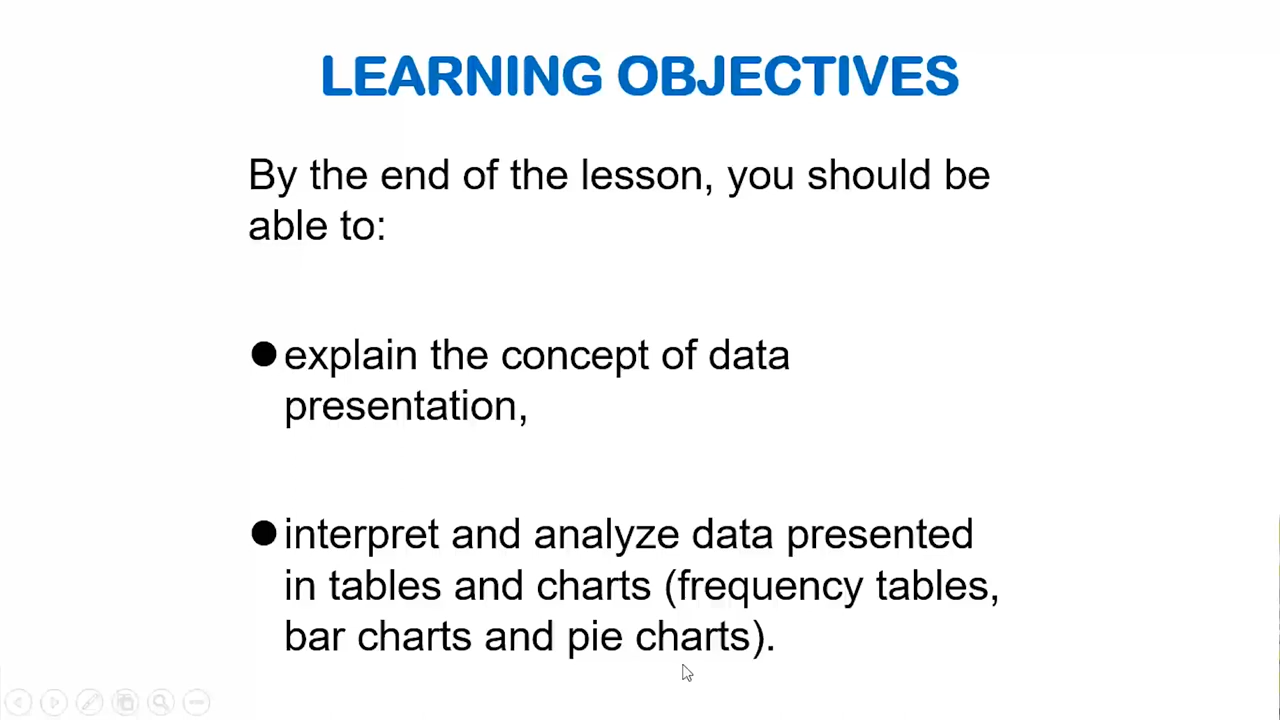 LEARNING OBJECTIVES
By the end of the lesson, you should be
able to:
● explain the concept of data
presentation,
● interpret and analyze data presented
in tables and charts (frequency tables,
bar charts and pie charts).